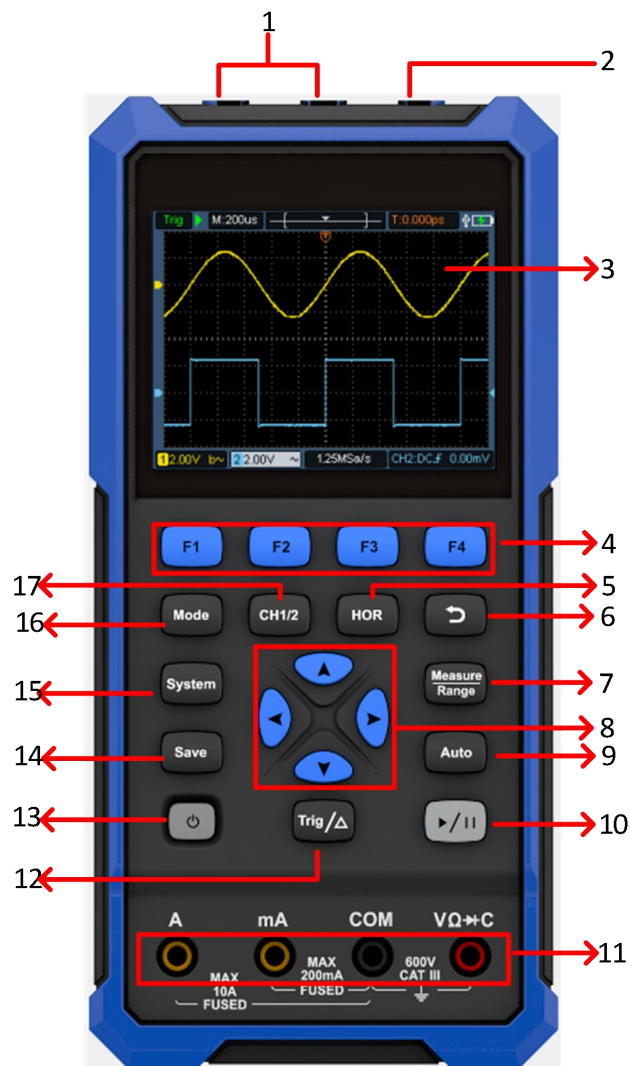 1
2
Trig M:200us T:0.000ps
T
3
1 2.00V 2 2.00V 1.25MSa/s CH2:DC 0.00mV
F1 F2 F3 F4
4
17
5
Mode CH1/2 HOR
16
6
System Measure
Range
15
7
8
Save Auto
14
9
13
10
Trig/△
12
A mA COM VΩC
11
MAX
10A
FUSED
MAX
200mA
FUSED
600V
CAT III